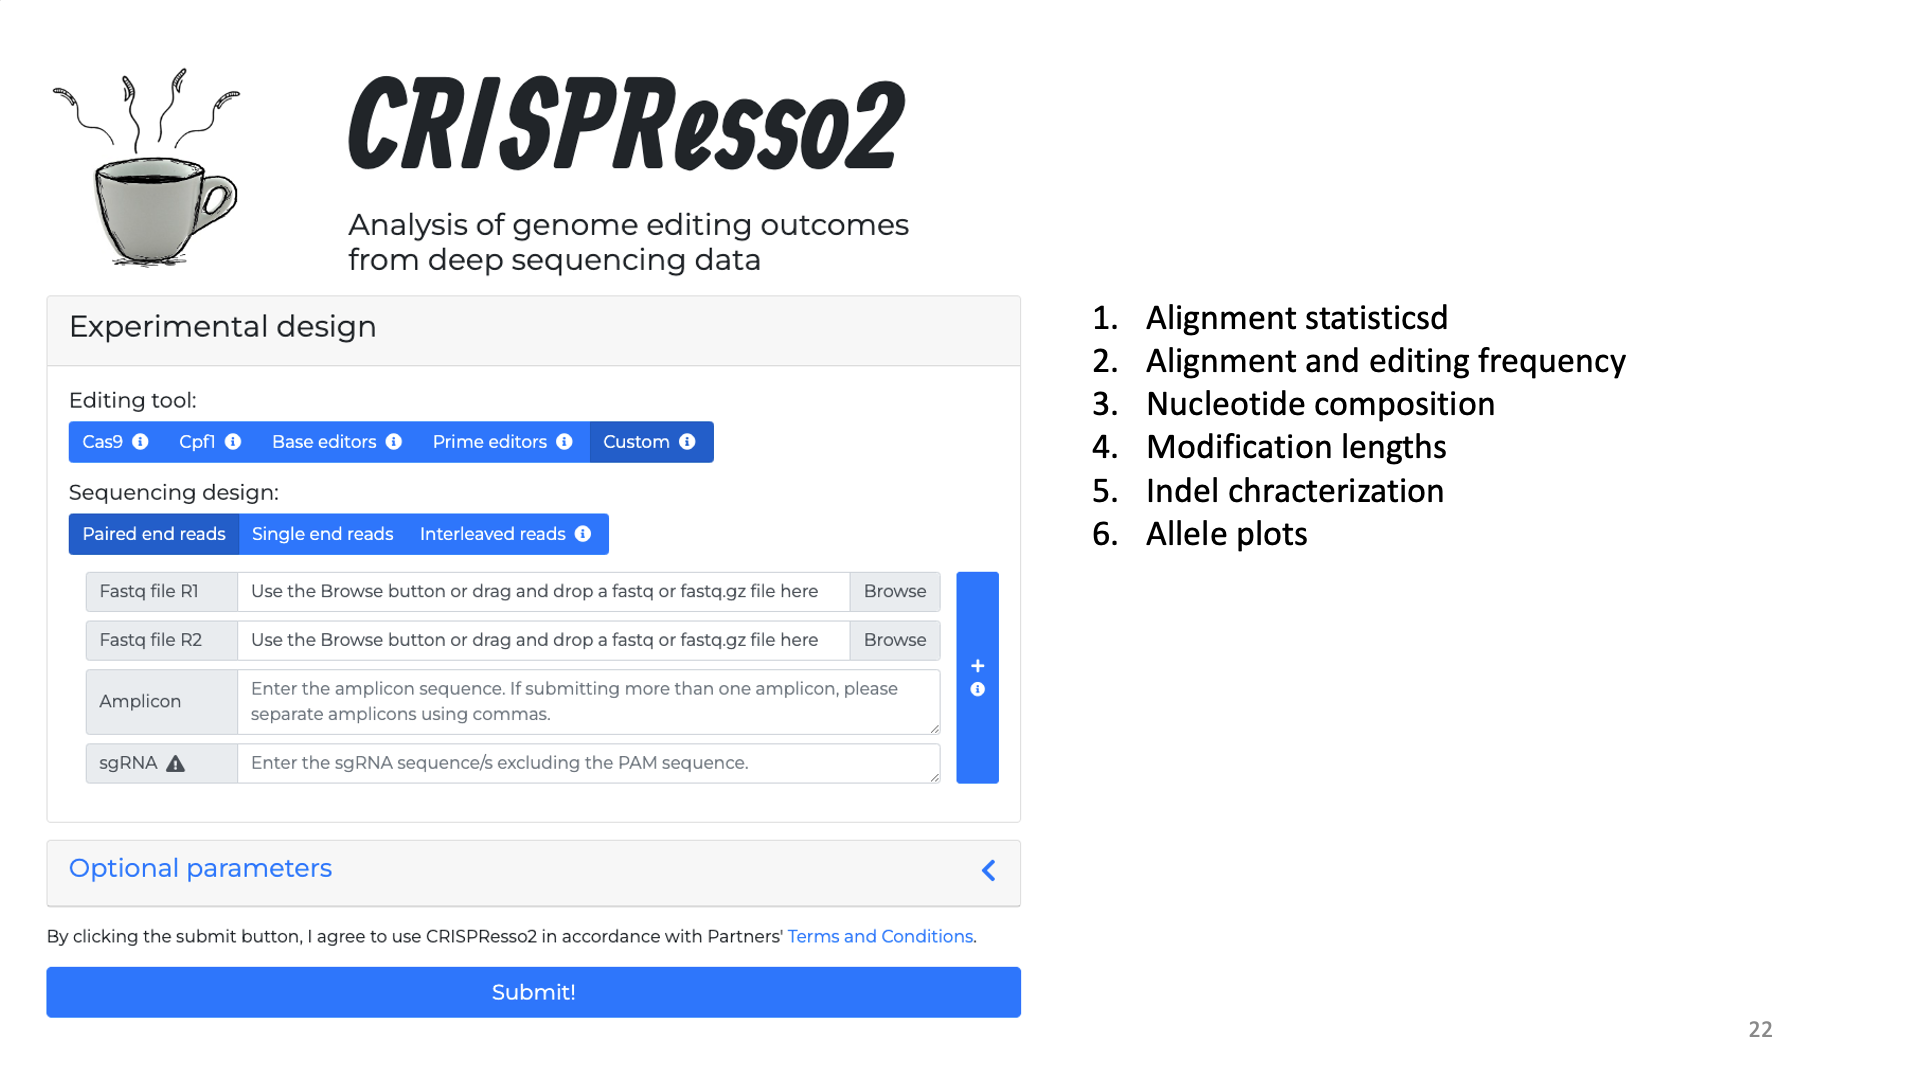 CRISPResso2
Analysis of genome editing outcomes
from deep sequencing data
Experimental design
Editing tool:
Cas9 Cpf1 Base editors Prime editors Custom
Sequencing design:
Paired end reads Single end reads Interleaved reads
Fastq file R1 Use the Browse button or drag and drop a fastq or fastq.gz file here Browse
Fastq file R2 Use the Browse button or drag and drop a fastq or fastq.gz file here Browse
Amplicon Enter the amplicon sequence. If submitting more than one amplicon, please
separate amplicons using commas.
+
sgRNA Enter the sgRNA sequence/s excluding the PAM sequence.
Optional parameters
By clicking the submit button, I agree to use CRISPResso2 in accordance with Partners' Terms and Conditions.
Submit!
1. Alignment statisticsd
2. Alignment and editing frequency
3. Nucleotide composition
4. Modification lengths
5. Indel chracterization
6. Allele plots
22